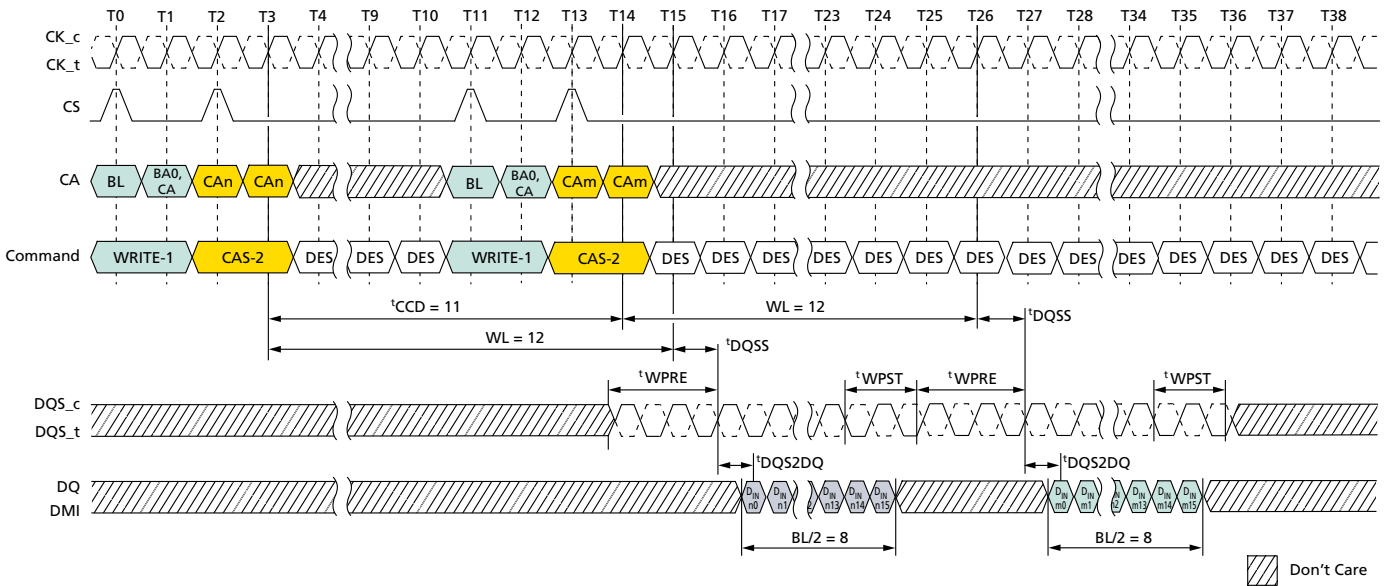 T0 T1 T2 T3 T4 T9 T10 T11 T12 T13 T14 T15 T16 T17 T23 T24 T25 T26 T27 T28 T34 T35 T36 T37 T38
CK_c
CK_t
CS
CA BL BA0, CA CAn CAn BL BA0, CA CAm CAm
Command WRITE-1 CAS-2 DES DES DES WRITE-1 CAS-2 DES DES DES DES DES DES DES DES DES DES DES DES DES DES
tCCD = 11 WL = 12 tDQSS
WL = 12 tDQSS
tWPRE tWPST tWPRE tWPST
DQS_c
DQS_t
tDQS2DQ tDQS2DQ
DQ DIN n0 DIN n1 DIN n13 DIN n14 DIN n15 DIN m0 DIN m1 DIN m13 DIN m14 DIN m15
DMI
BL/2 = 8 BL/2 = 8
Don't Care